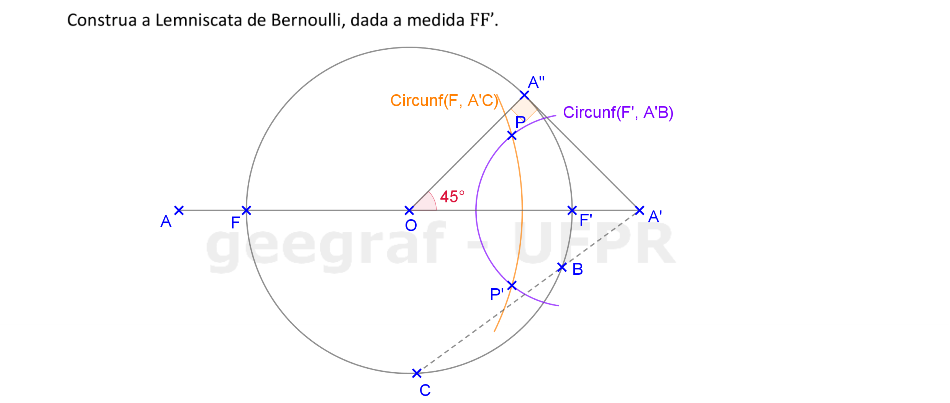 Construa a Lemniscata de Bernoulli, dada a medida FF’.
A"
Circunf(F, A'C)
Circunf(F', A'B)
P
45°
A
F
O
F'
A'
geegraf - UFPR
B
P'
C